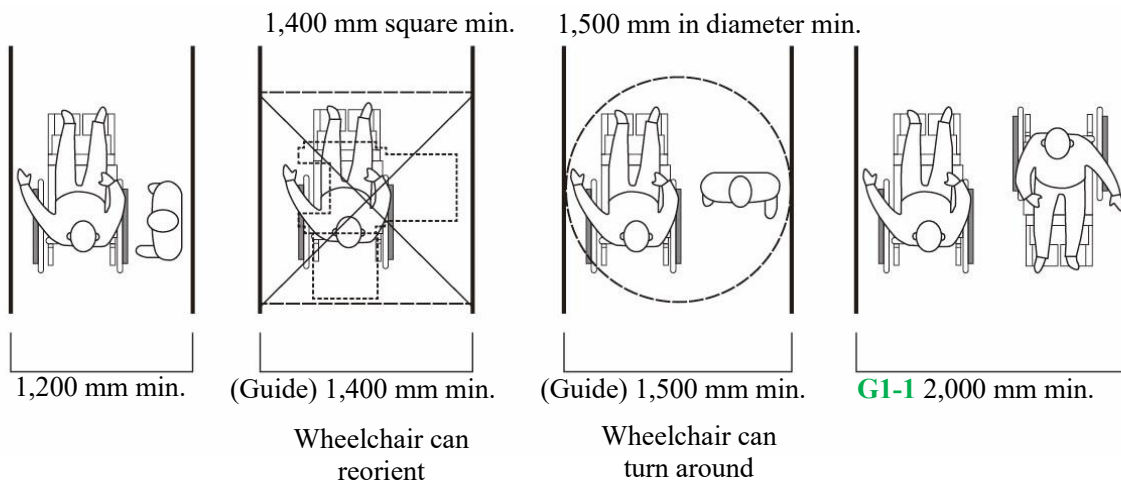 1,400 mm square min.
1,500 mm in diameter min.
1,200 mm min.
(Guide) 1,400 mm min.
(Guide) 1,500 mm min.
G1-1 2,000 mm min.
Wheelchair can
reorient
Wheelchair can
turn around